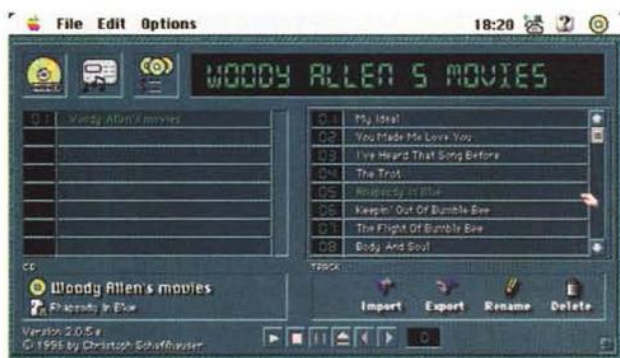 File Edit Options 18:20
WOODY ALLEN S MOVIES
01 Woody Allen's movies
01 My Ideal
02 You Made Me Love You
03 I've Heard That Song Before
04 The Trot
05 Rhapsody in Blue
06 Keepin' Out Of Bumble Bee
07 The Flight Of Bumble Bee
08 Body And Soul
CD
TRACK
Woody Allen's movies
Rhapsody in Blue
Import Export Rename Delete
Version 2.0.5
© 1996 by Christoph Schaffhauser
0